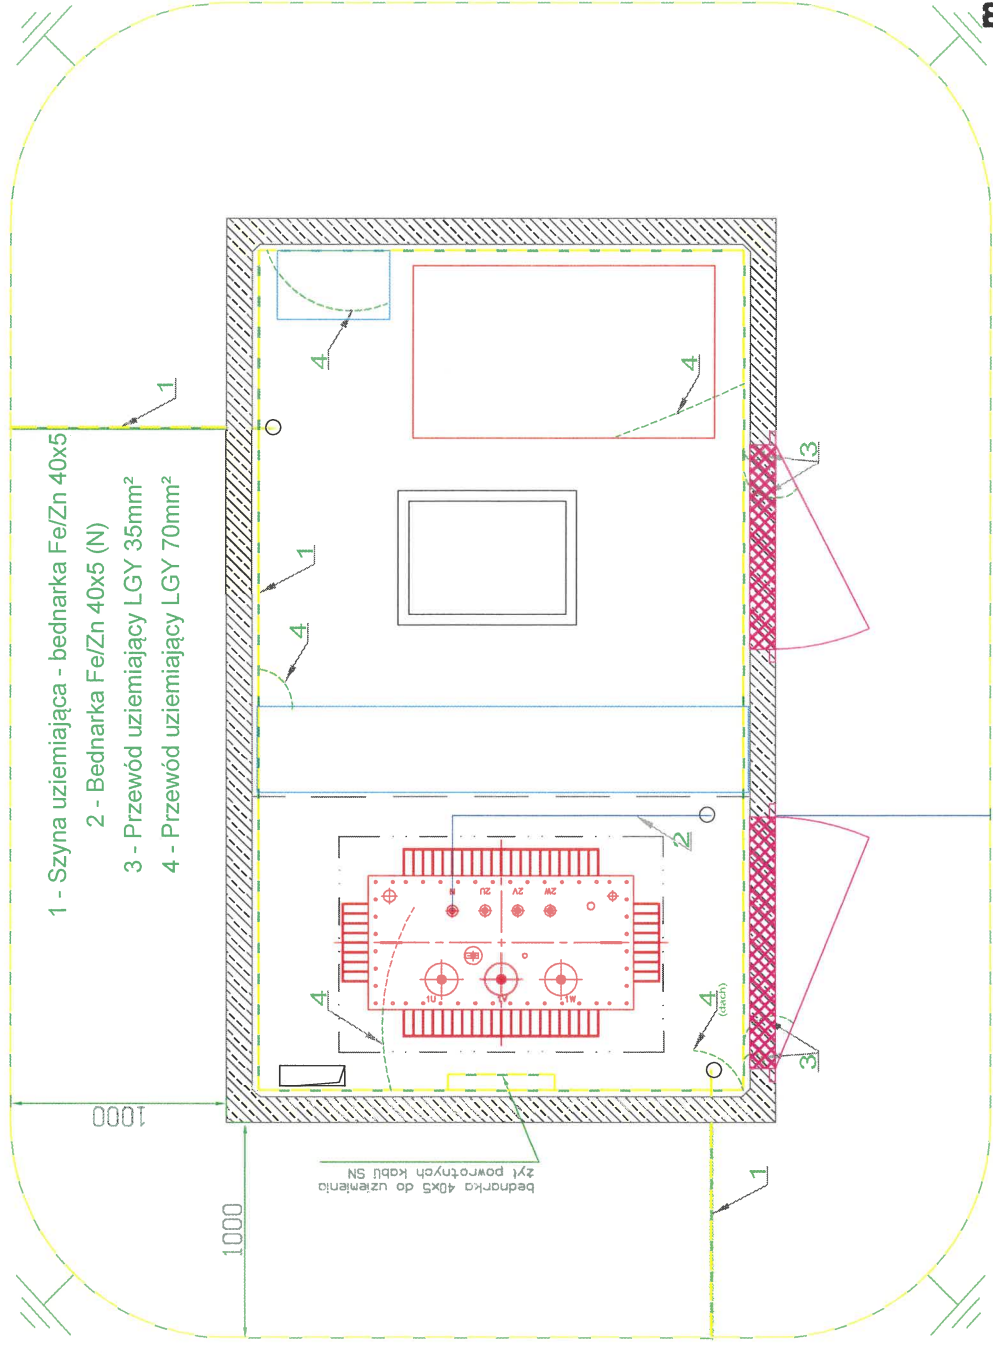 1 - Szyna uziemiająca - bednarka Fe/Zn 40x5
2 - Bednarka Fe/Zn 40x5 (N)
3 - Przewód uziemiający LGY 35mm²
4 - Przewód uziemiający LGY 70mm²
1
1
4
4
4
3
2
4
4
(dach)
3
1
1000
1000
bednarka 40x5 do uziemienia
żył powrotnych kabli SN
N
2U
2V
2W
1U
1V
1W